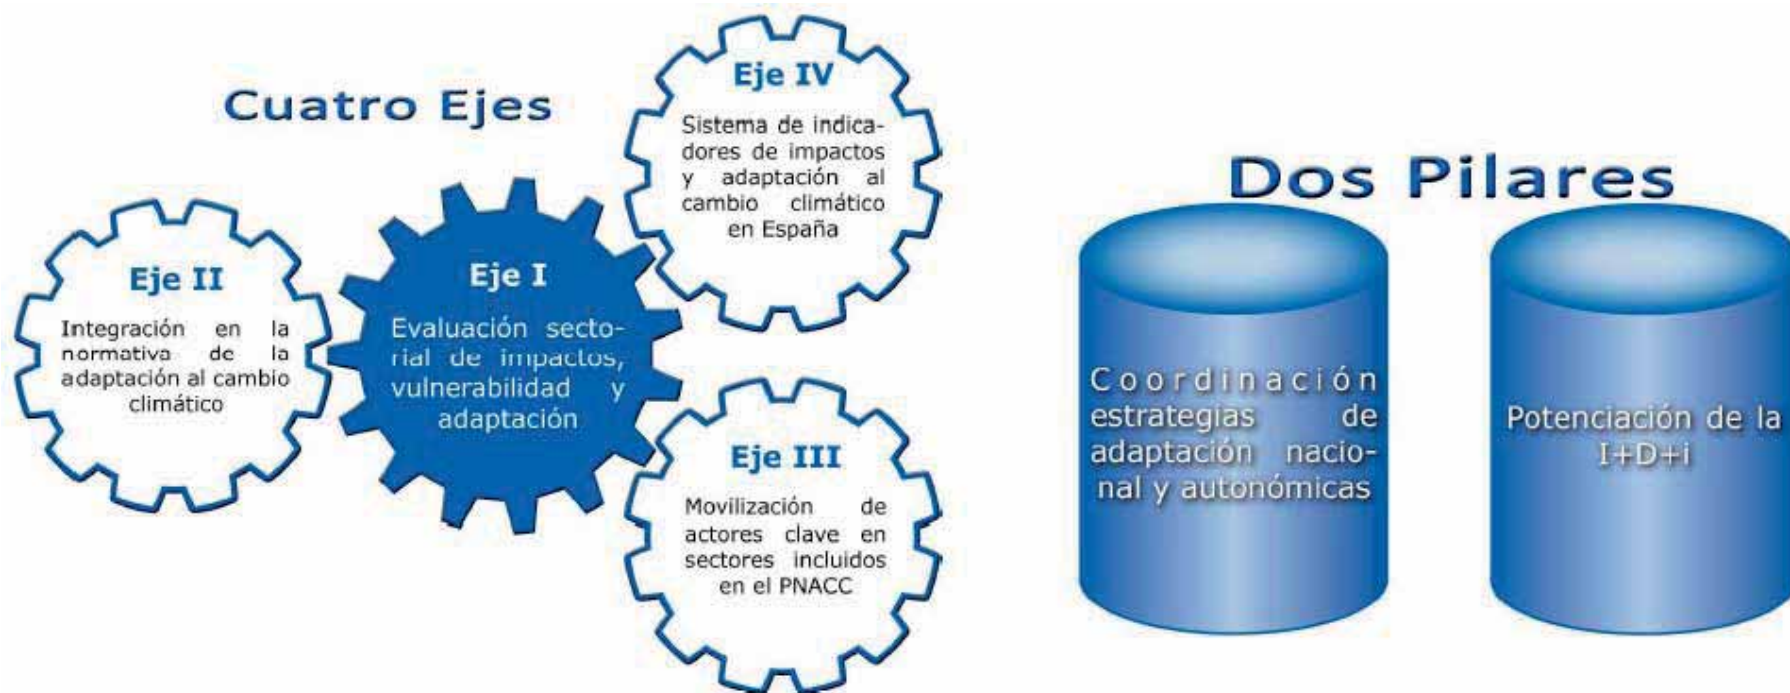 Cuatro Ejes
Eje II
Integración en la
normativa de la
adaptación al cambio
climático
Eje I
Evaluación secto-
rial de impactos,
vulnerabilidad y
adaptación
Eje IV
Sistema de indica-
dores de impactos
y adaptación al
cambio climático
en España
Eje III
Movilización de
actores clave en
sectores incluidos
en el PNACC
Dos Pilares
Coordinación
estrategias de
adaptación nacio-
nal y autonómicas
Potenciación de la
I+D+i